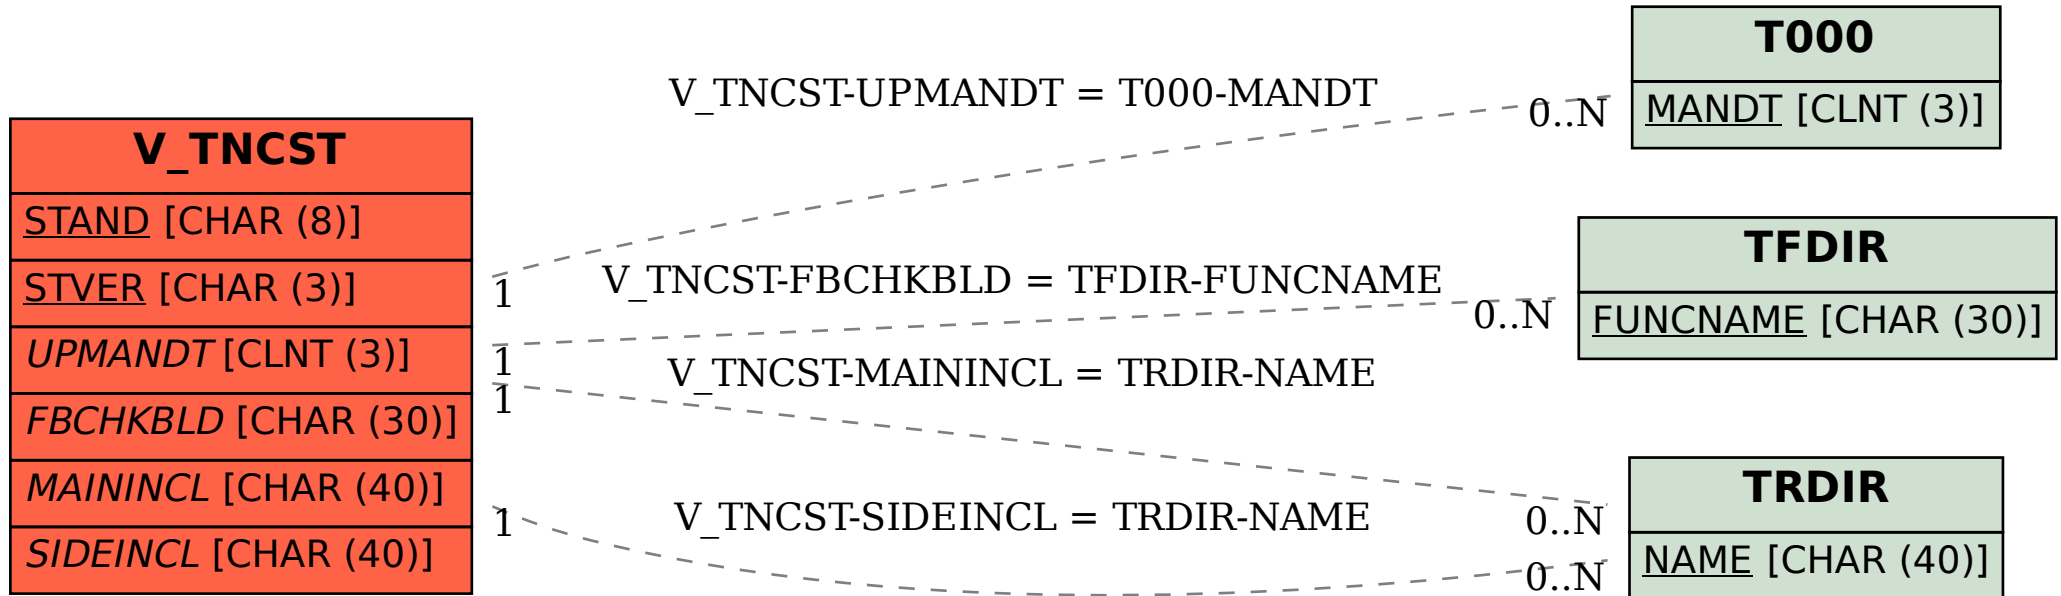 V_TNCST
STAND [CHAR (8)]
STVER [CHAR (3)]
UPMANDT [CLNT (3)]
FBCHKBLD [CHAR (30)]
MAININCL [CHAR (40)]
SIDEINCL [CHAR (40)]
V_TNCST-UPMANDT = T000-MANDT
1
0..N
V_TNCST-FBCHKBLD = TFDIR-FUNCNAME
1
0..N
V_TNCST-MAININCL = TRDIR-NAME
1
0..N
V_TNCST-SIDEINCL = TRDIR-NAME
1
0..N
T000
MANDT [CLNT (3)]
TFDIR
FUNCNAME [CHAR (30)]
TRDIR
NAME [CHAR (40)]